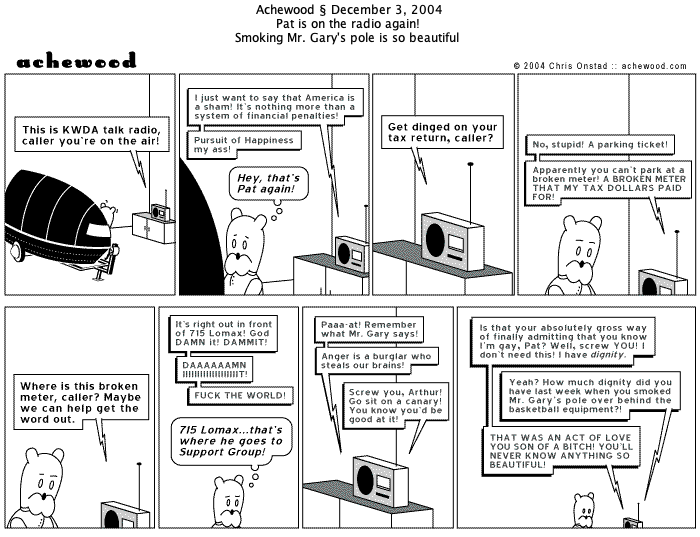 Achewood § December 3, 2004
Pat is on the radio again!
Smoking Mr. Gary's pole is so beautiful
achewood
© 2004 Chris Onstad :: achewood.com
This is KWDA talk radio,
caller you're on the air!
I just want to say that America is
a sham! It's nothing more than a
system of financial penalties!
Pursuit of Happiness
my ass!
Hey, that's
Pat again!
Get dinged on your
tax return, caller?
No, stupid! A parking ticket!
Apparently you can't park at a
broken meter! A BROKEN METER
THAT MY TAX DOLLARS PAID
FOR!
Where is this broken
meter, caller? Maybe
we can help get the
word out.
It's right out in front
of 715 Lomax! God
DAMN it! DAMMIT!
DAAAAAAMN
IIIIIIIIIIIIIIIIIIIT!
FUCK THE WORLD!
715 Lomax...that's
where he goes to
Support Group!
Paaa-at! Remember
what Mr. Gary says!
Anger is a burglar who
steals our brains!
Screw you, Arthur!
Go sit on a canary!
You know you'd be
good at it!
Is that your absolutely gross way
of finally admitting that you know
I'm gay, Pat? Well, screw YOU! I
don't need this! I have dignity.
Yeah? How much dignity did you
have last week when you smoked
Mr. Gary's pole over behind the
basketball equipment?!
THAT WAS AN ACT OF LOVE
YOU SON OF A BITCH! YOU'LL
NEVER KNOW ANYTHING SO
BEAUTIFUL!